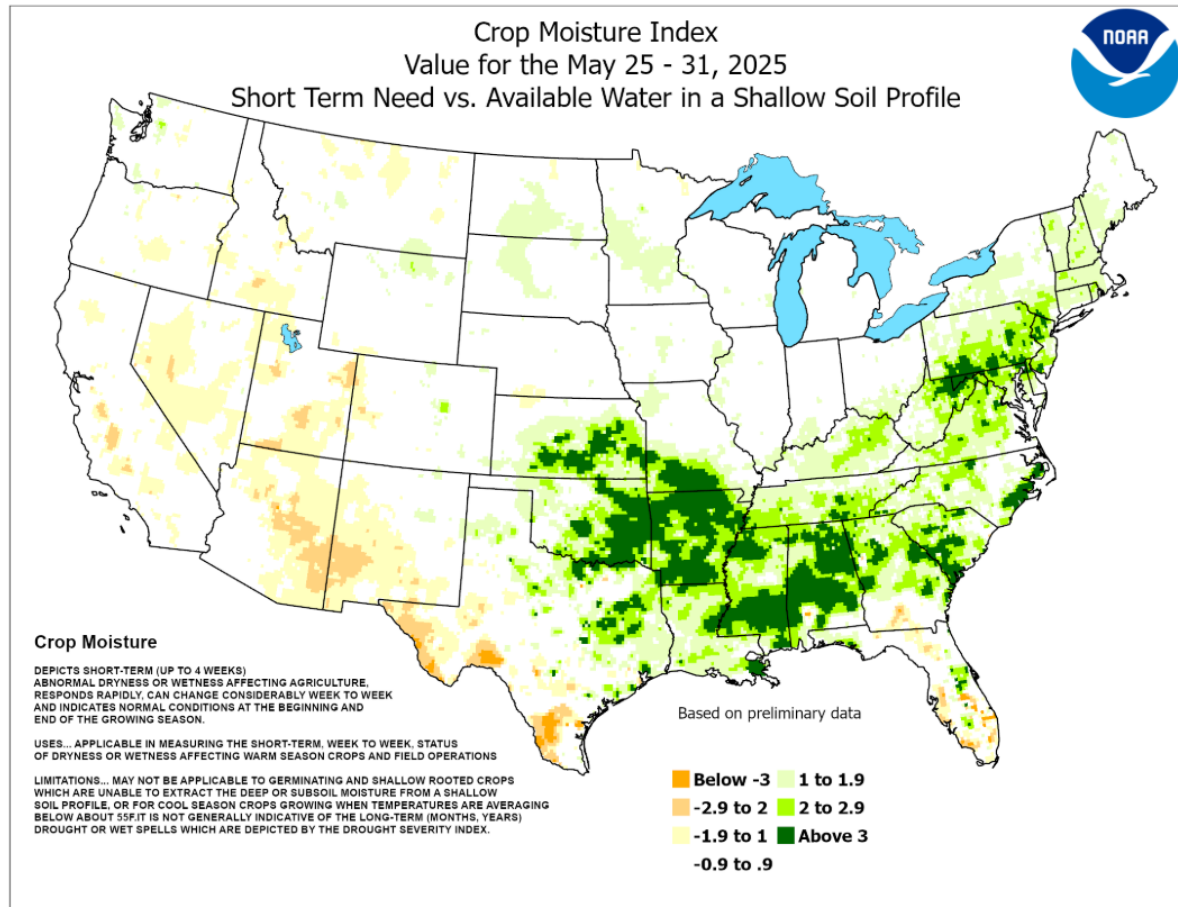 Crop Moisture Index
Value for the May 25 - 31, 2025
Short Term Need vs. Available Water in a Shallow Soil Profile
NOAA
Crop Moisture
DEPICTS SHORT-TERM (UP TO 4 WEEKS)
ABNORMAL DRYNESS OR WETNESS AFFECTING AGRICULTURE,
RESPONDS RAPIDLY, CAN CHANGE CONSIDERABLY WEEK TO WEEK
AND INDICATES NORMAL CONDITIONS AT THE BEGINNING AND
END OF THE GROWING SEASON.
USES... APPLICABLE IN MEASURING THE SHORT-TERM, WEEK TO WEEK, STATUS
OF DRYNESS OR WETNESS AFFECTING WARM SEASON CROPS AND FIELD OPERATIONS
LIMITATIONS... MAY NOT BE APPLICABLE TO GERMINATING AND SHALLOW ROOTED CROPS
WHICH ARE UNABLE TO EXTRACT THE DEEP OR SUBSOIL MOISTURE FROM A SHALLOW
SOIL PROFILE, OR FOR COOL SEASON CROPS GROWING WHEN TEMPERATURES ARE AVERAGING
BELOW ABOUT 55F.IT IS NOT GENERALLY INDICATIVE OF THE LONG-TERM (MONTHS, YEARS)
DROUGHT OR WET SPELLS WHICH ARE DEPICTED BY THE DROUGHT SEVERITY INDEX.
Based on preliminary data
Below -3
-2.9 to 2
-1.9 to 1
-0.9 to .9
1 to 1.9
2 to 2.9
Above 3